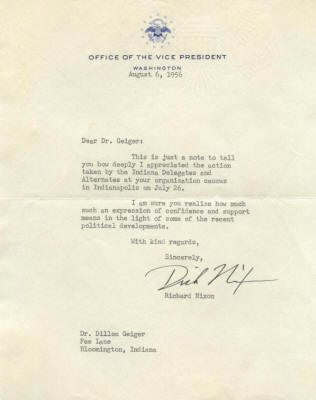 OFFICE OF THE VICE PRESIDENT
WASHINGTON
August 6, 1956
Dear Dr. Geiger:
This is just a note to tell
you how deeply I appreciated the action
taken by the Indiana Delegates and
Alternates at your organization caucus
in Indianapolis on July 26.
I am sure you realize how much
such an expression of confidence and support
means in the light of some of the recent
political developments.
With kind regards,
Sincerely,
Dick Nixon
Richard Nixon
Dr. Dillon Geiger
Fee Lane
Bloomington, Indiana